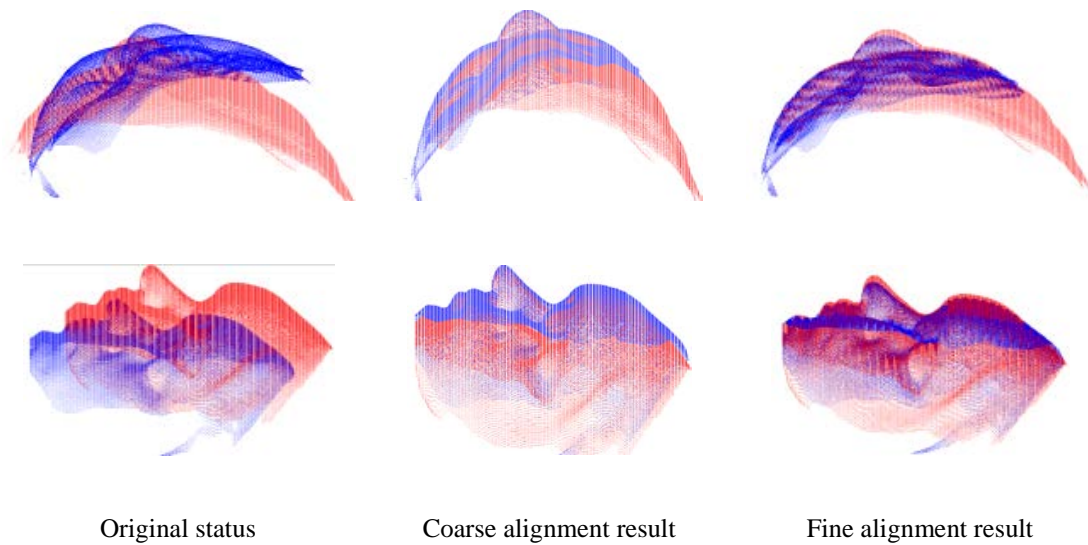 Original status
Coarse alignment result
Fine alignment result